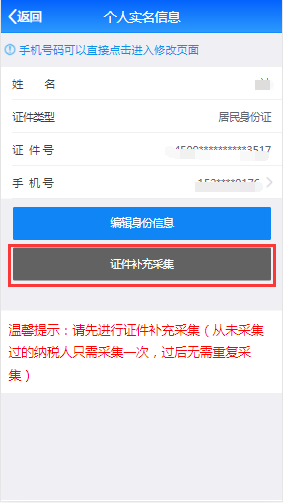 返回 个人实名信息
手机号码可以直接点击进入修改页面
姓 名
证件类型 居民身份证
证 件 号 4509***********3517
手 机 号
编辑身份信息
证件补充采集
温馨提示：请先进行证件补充采集（从未采集
过的纳税人只需采集一次，过后无需重复采
集）